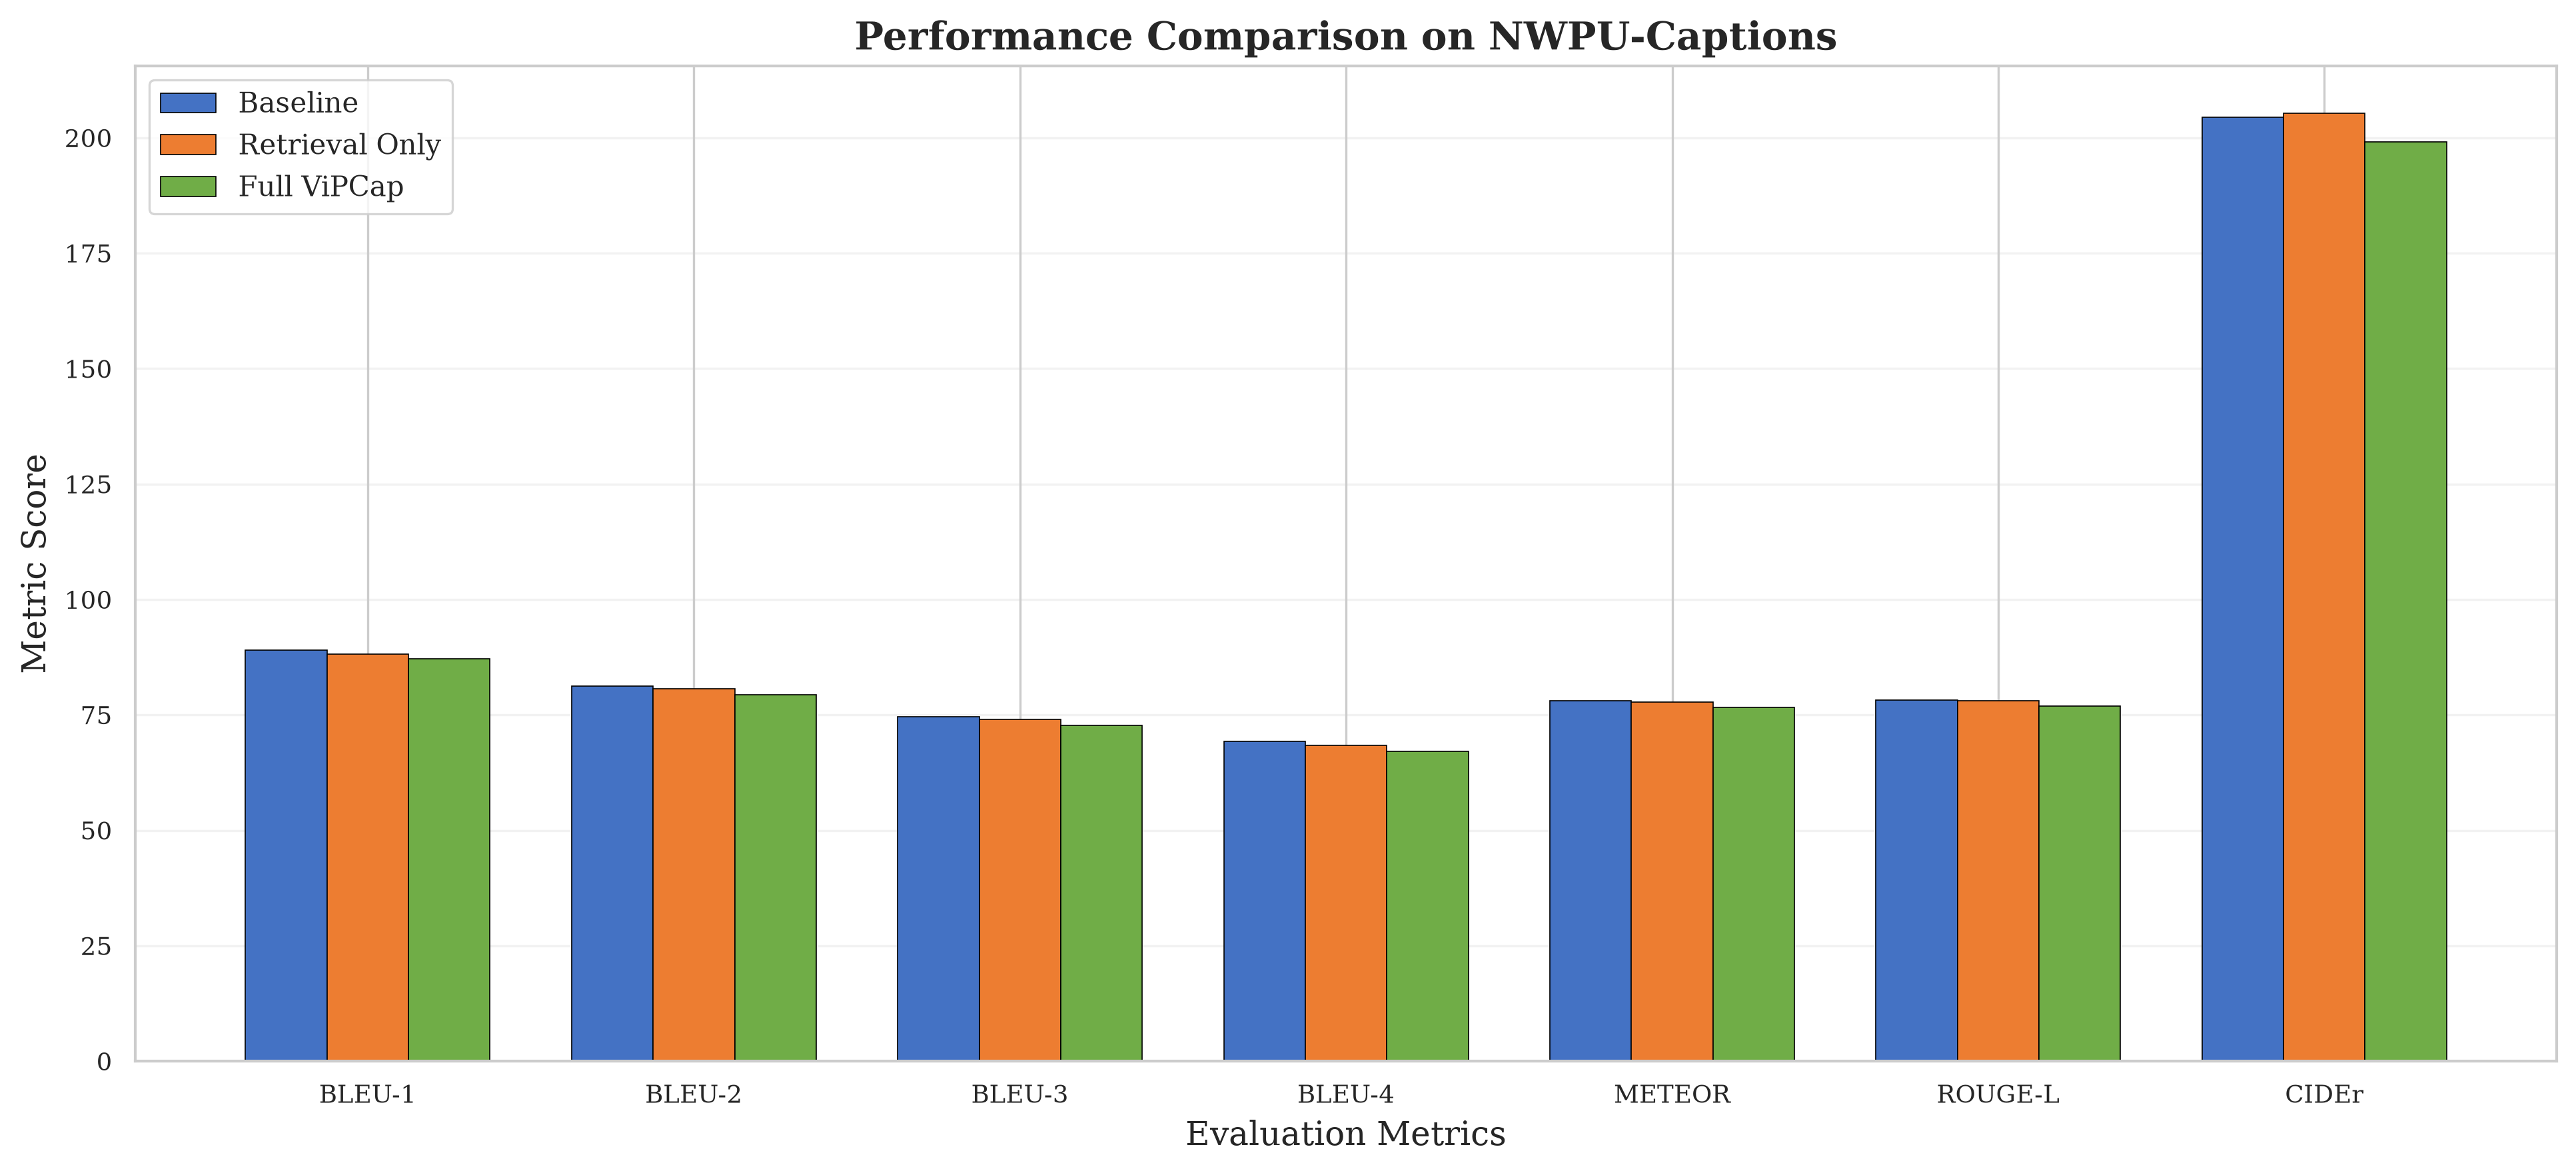 Performance Comparison on NWPU-Captions
Baseline
Retrieval Only
Full ViPCap
Metric Score
200
175
150
125
100
75
50
25
0
BLEU-1
BLEU-2
BLEU-3
BLEU-4
METEOR
ROUGE-L
CIDEr
Evaluation Metrics